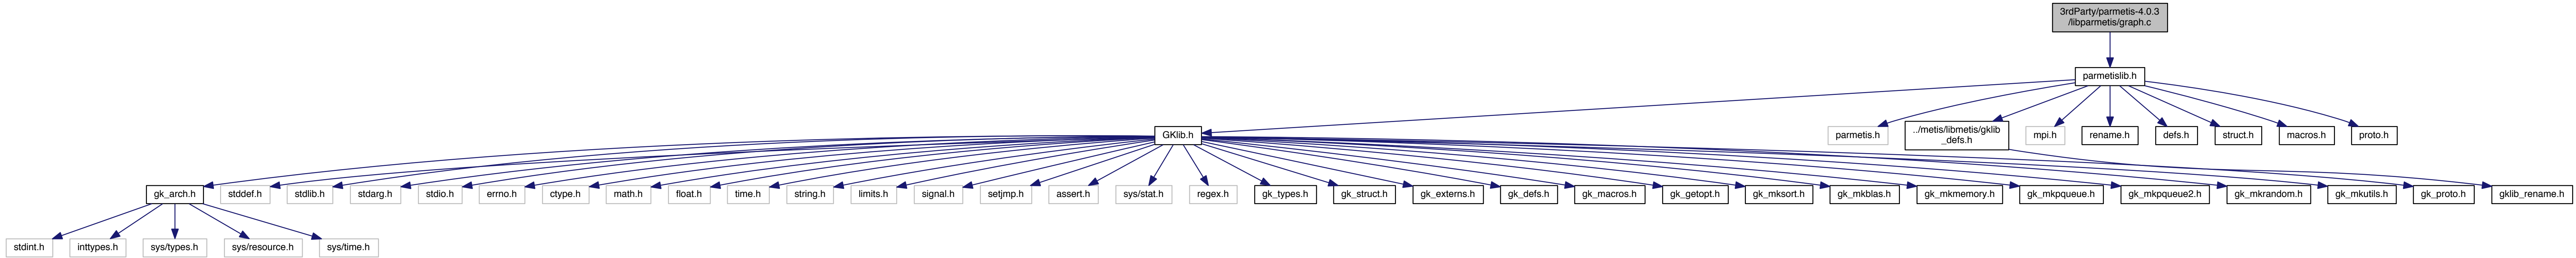 3rdParty/parmetis-4.0.3
/libparmetis/graph.c
parmetislib.h
GKlib.h
parmetis.h
../metis/libmetis/gklib
_defs.h
mpi.h
rename.h
defs.h
struct.h
macros.h
proto.h
gk_arch.h
stddef.h
stdlib.h
stdarg.h
stdio.h
errno.h
ctype.h
math.h
float.h
time.h
string.h
limits.h
signal.h
setjmp.h
assert.h
sys/stat.h
regex.h
gk_types.h
gk_struct.h
gk_externs.h
gk_defs.h
gk_macros.h
gk_getopt.h
gk_mksort.h
gk_mkblas.h
gk_mkmemory.h
gk_mkpqueue.h
gk_mkpqueue2.h
gk_mkrandom.h
gk_mkutils.h
gk_proto.h
gklib_rename.h
stdint.h
inttypes.h
sys/types.h
sys/resource.h
sys/time.h